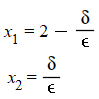 x₁ = 2 − δ/ϵ
x₂ = δ/ϵ